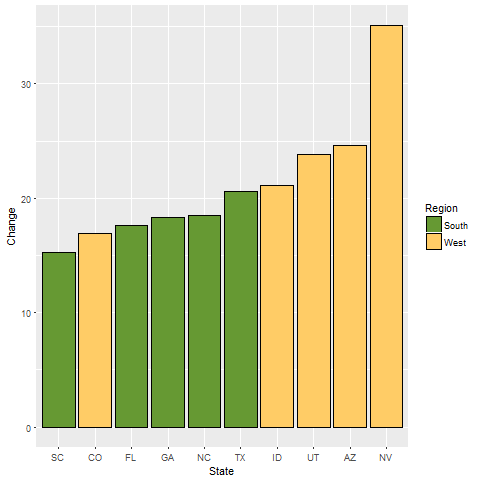 Change
30
20
10
0
SC CO FL GA NC TX ID UT AZ NV
State
Region
South
West